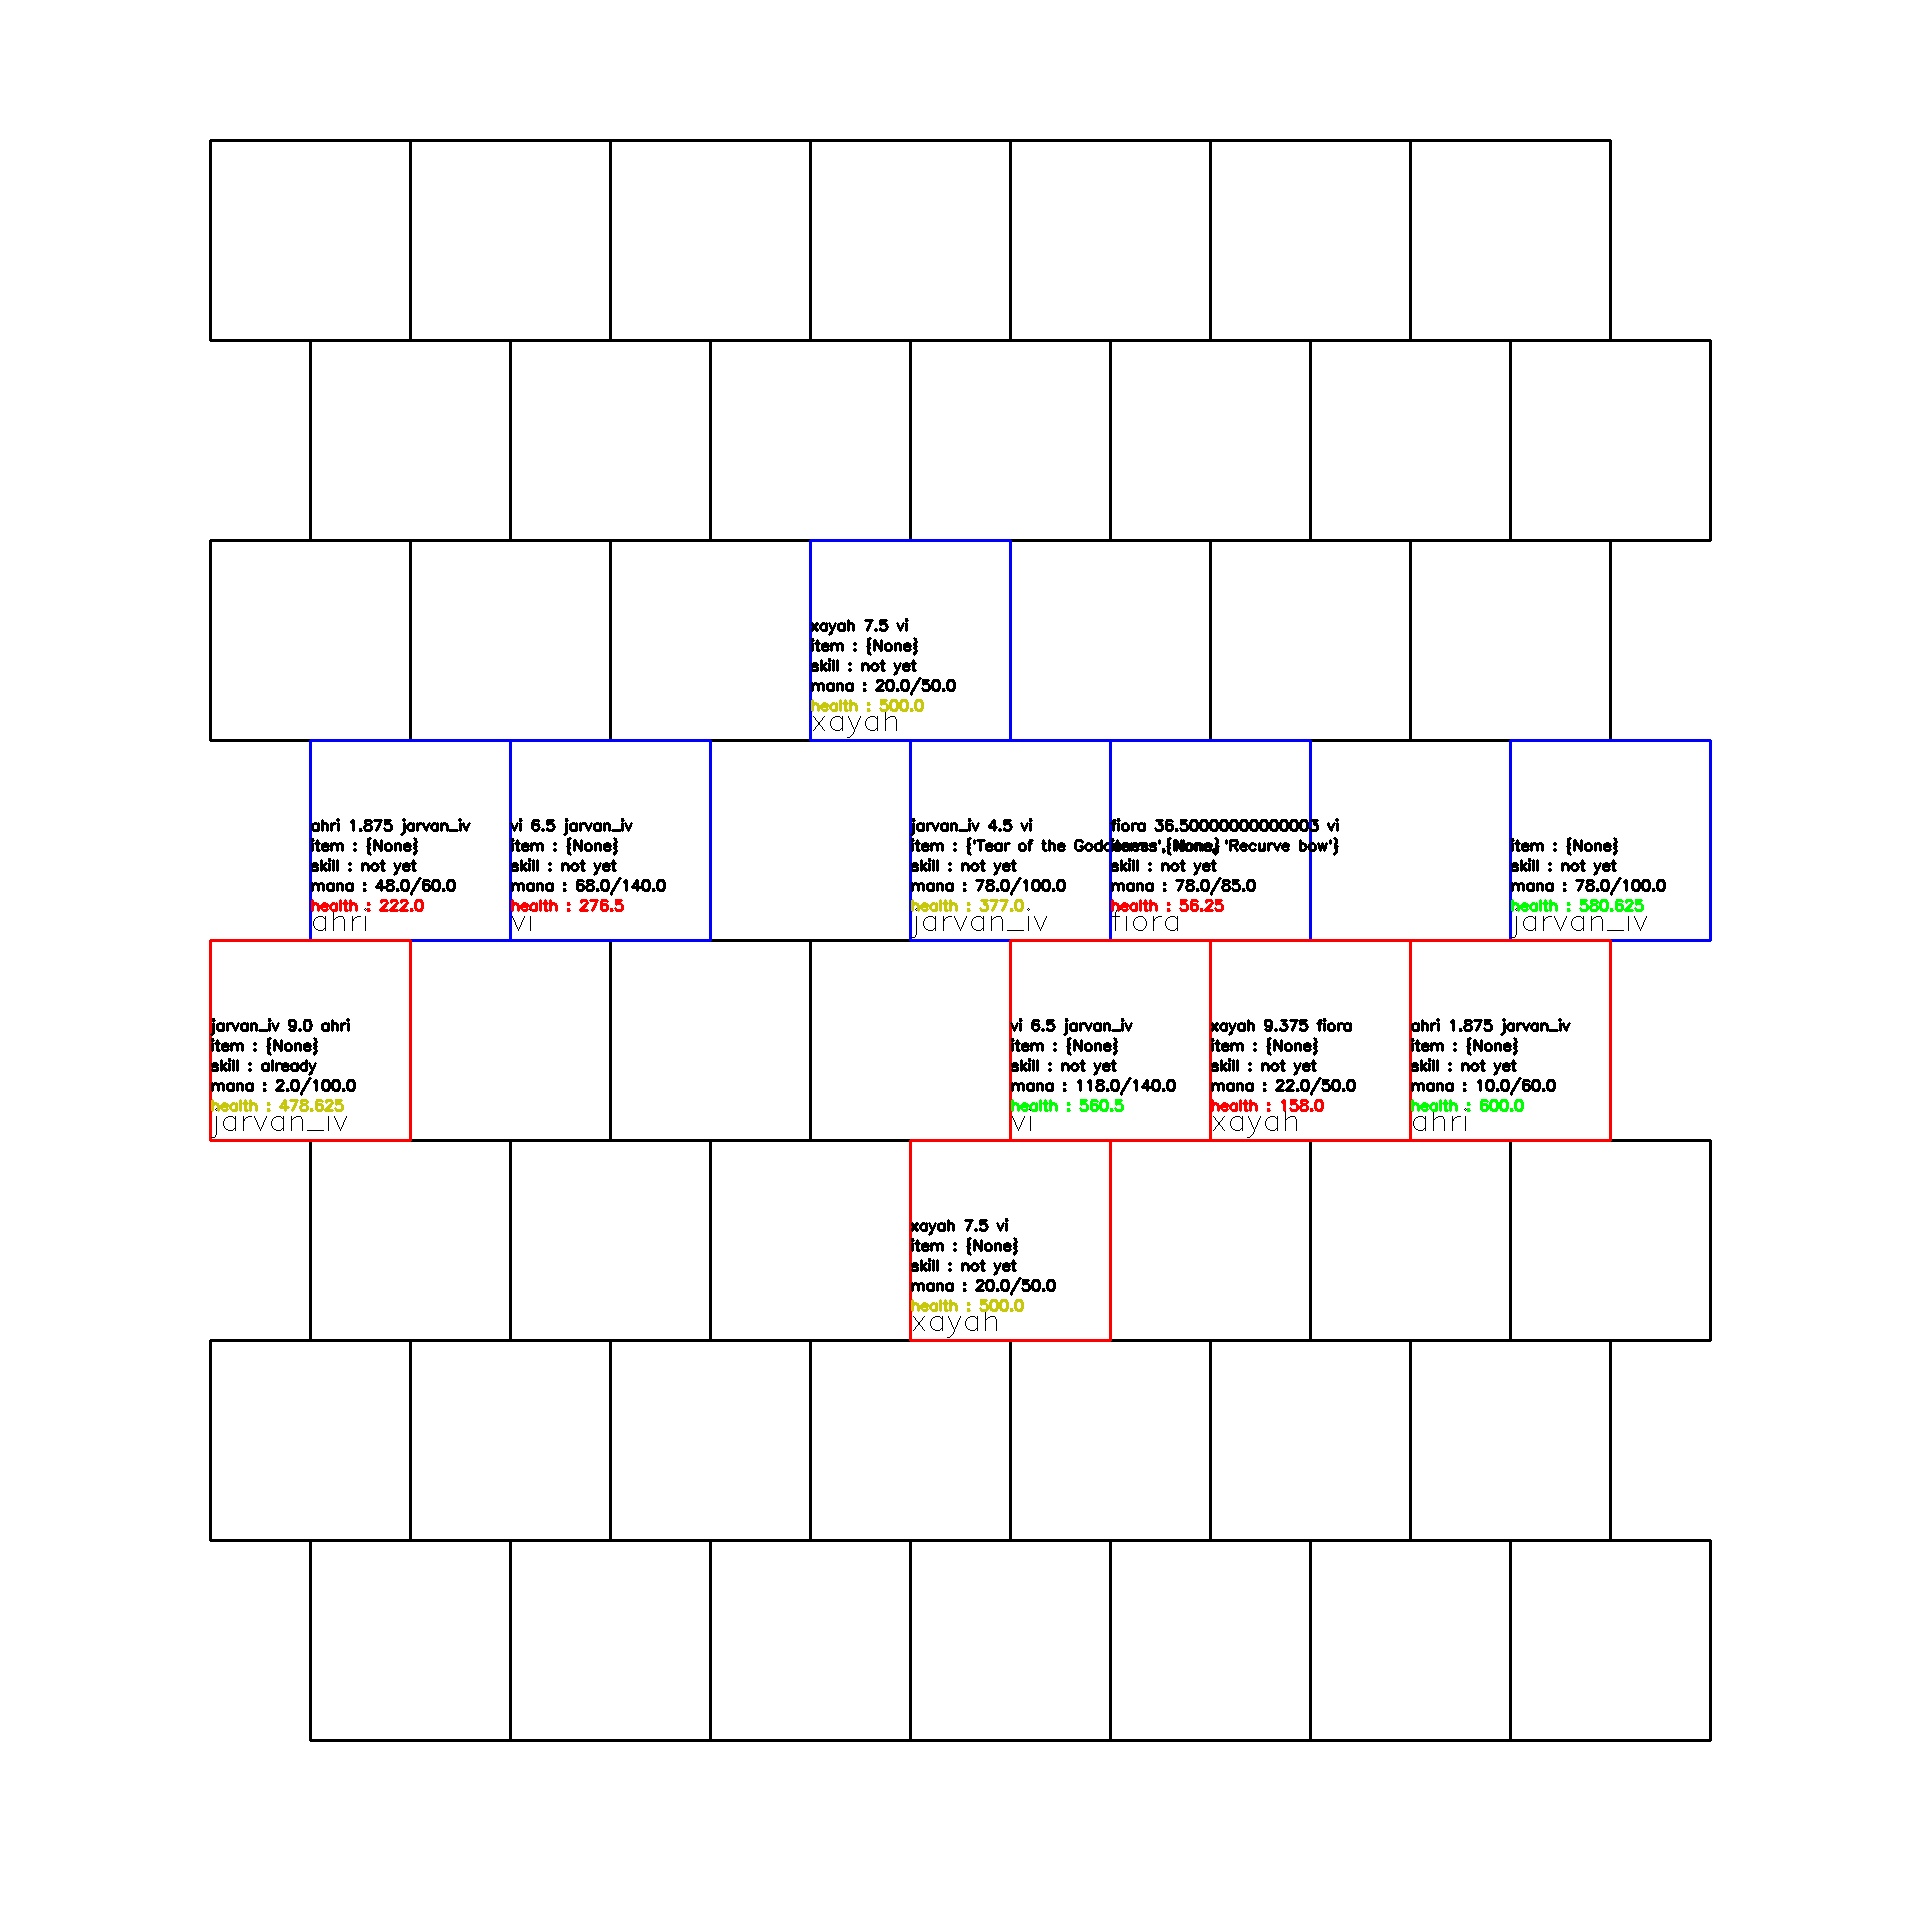 xayah 7.5 vi
item : {None}
skill : not yet
mana : 20.0/50.0
health : 500.0
xayah
ahri 1.875 jarvan_iv
item : {None}
skill : not yet
mana : 48.0/60.0
health : 222.0
ahri
vi 6.5 jarvan_iv
item : {None}
skill : not yet
mana : 68.0/140.0
health : 276.5
vi
jarvan_iv 4.5 vi
item : {'Tear of the Goddess', None, 'Recurve bow'}
skill : not yet
mana : 78.0/100.0
health : 377.0
jarvan_iv
fiora 36.50000000000003 vi
item : {None}
skill : not yet
mana : 78.0/85.0
health : 56.25
fiora
item : {None}
skill : not yet
mana : 78.0/100.0
health : 580.625
jarvan_iv
jarvan_iv 9.0 ahri
item : {None}
skill : already
mana : 2.0/100.0
health : 478.625
jarvan_iv
vi 6.5 jarvan_iv
item : {None}
skill : not yet
mana : 118.0/140.0
health : 560.5
vi
xayah 9.375 fiora
item : {None}
skill : not yet
mana : 22.0/50.0
health : 158.0
xayah
ahri 1.875 jarvan_iv
item : {None}
skill : not yet
mana : 10.0/60.0
health : 600.0
ahri
xayah 7.5 vi
item : {None}
skill : not yet
mana : 20.0/50.0
health : 500.0
xayah